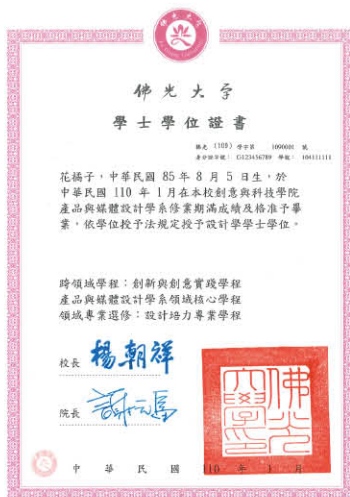 佛光大学
學士學位證書
佛光 (109) 學字第 1090001 號
身分證字號： G123456789 學號： 104111111
花橘子，中華民國 85 年 8 月 5 日生，於
中華民國 110 年 1 月在本校創意與科技學院
產品與媒體設計學系修業期滿成績及格准予畢
業，依學位授予法規定授予設計學學士學位。
跨領域學程：創新與創意實踐學程
產品與媒體設計學系領域核心學程
領域專業選修：設計培力專業學程
校長 楊朝祥
院長
佛光大學印
中華民國 110 年 1 月